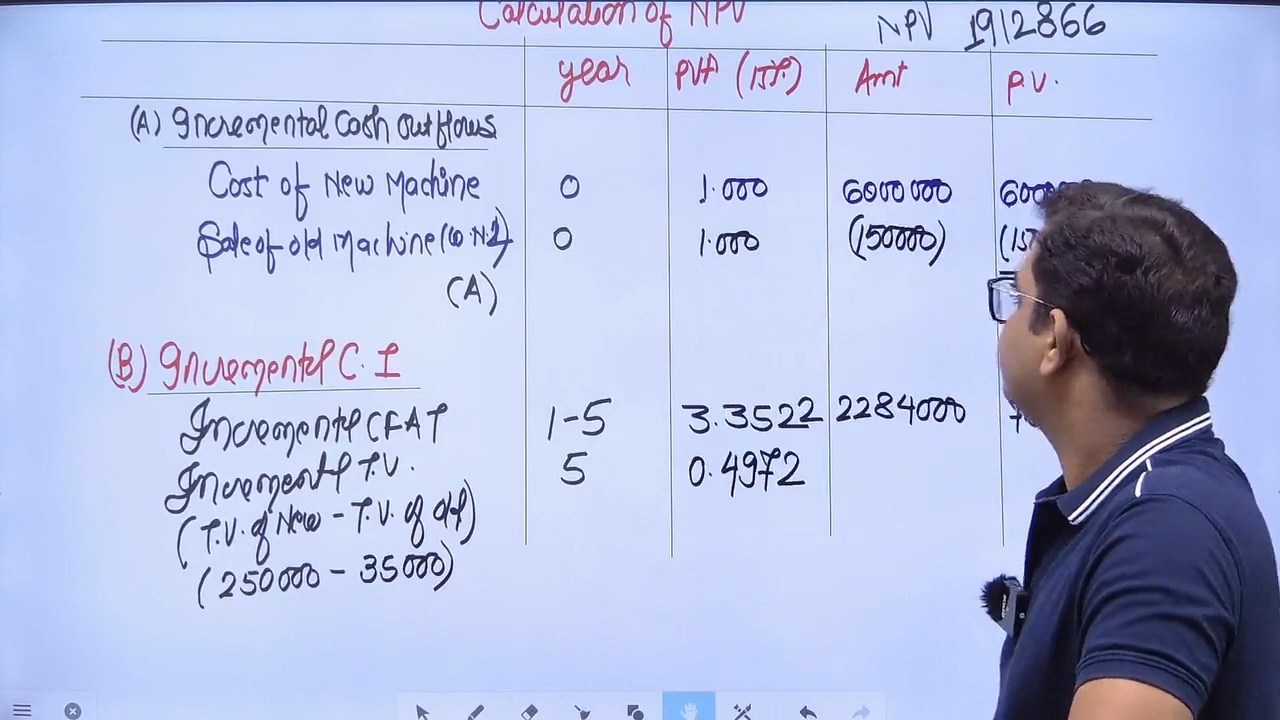 Calculation of NPV NPV 1912866
year PVF (15%) Amt P.V.
(A) Incremental Cash Outflows
Cost of New Machine 0 1.000 6000000
Sale of old Machine (W.N.2) 0 1.000 (150000)
(A)
(B) Incremental C.I
Incremental CFAT 1-5 3.3522 2284000
Incremental T.V. 5 0.4972
(T.V. of New - T.V. of old)
(250000 - 35000)